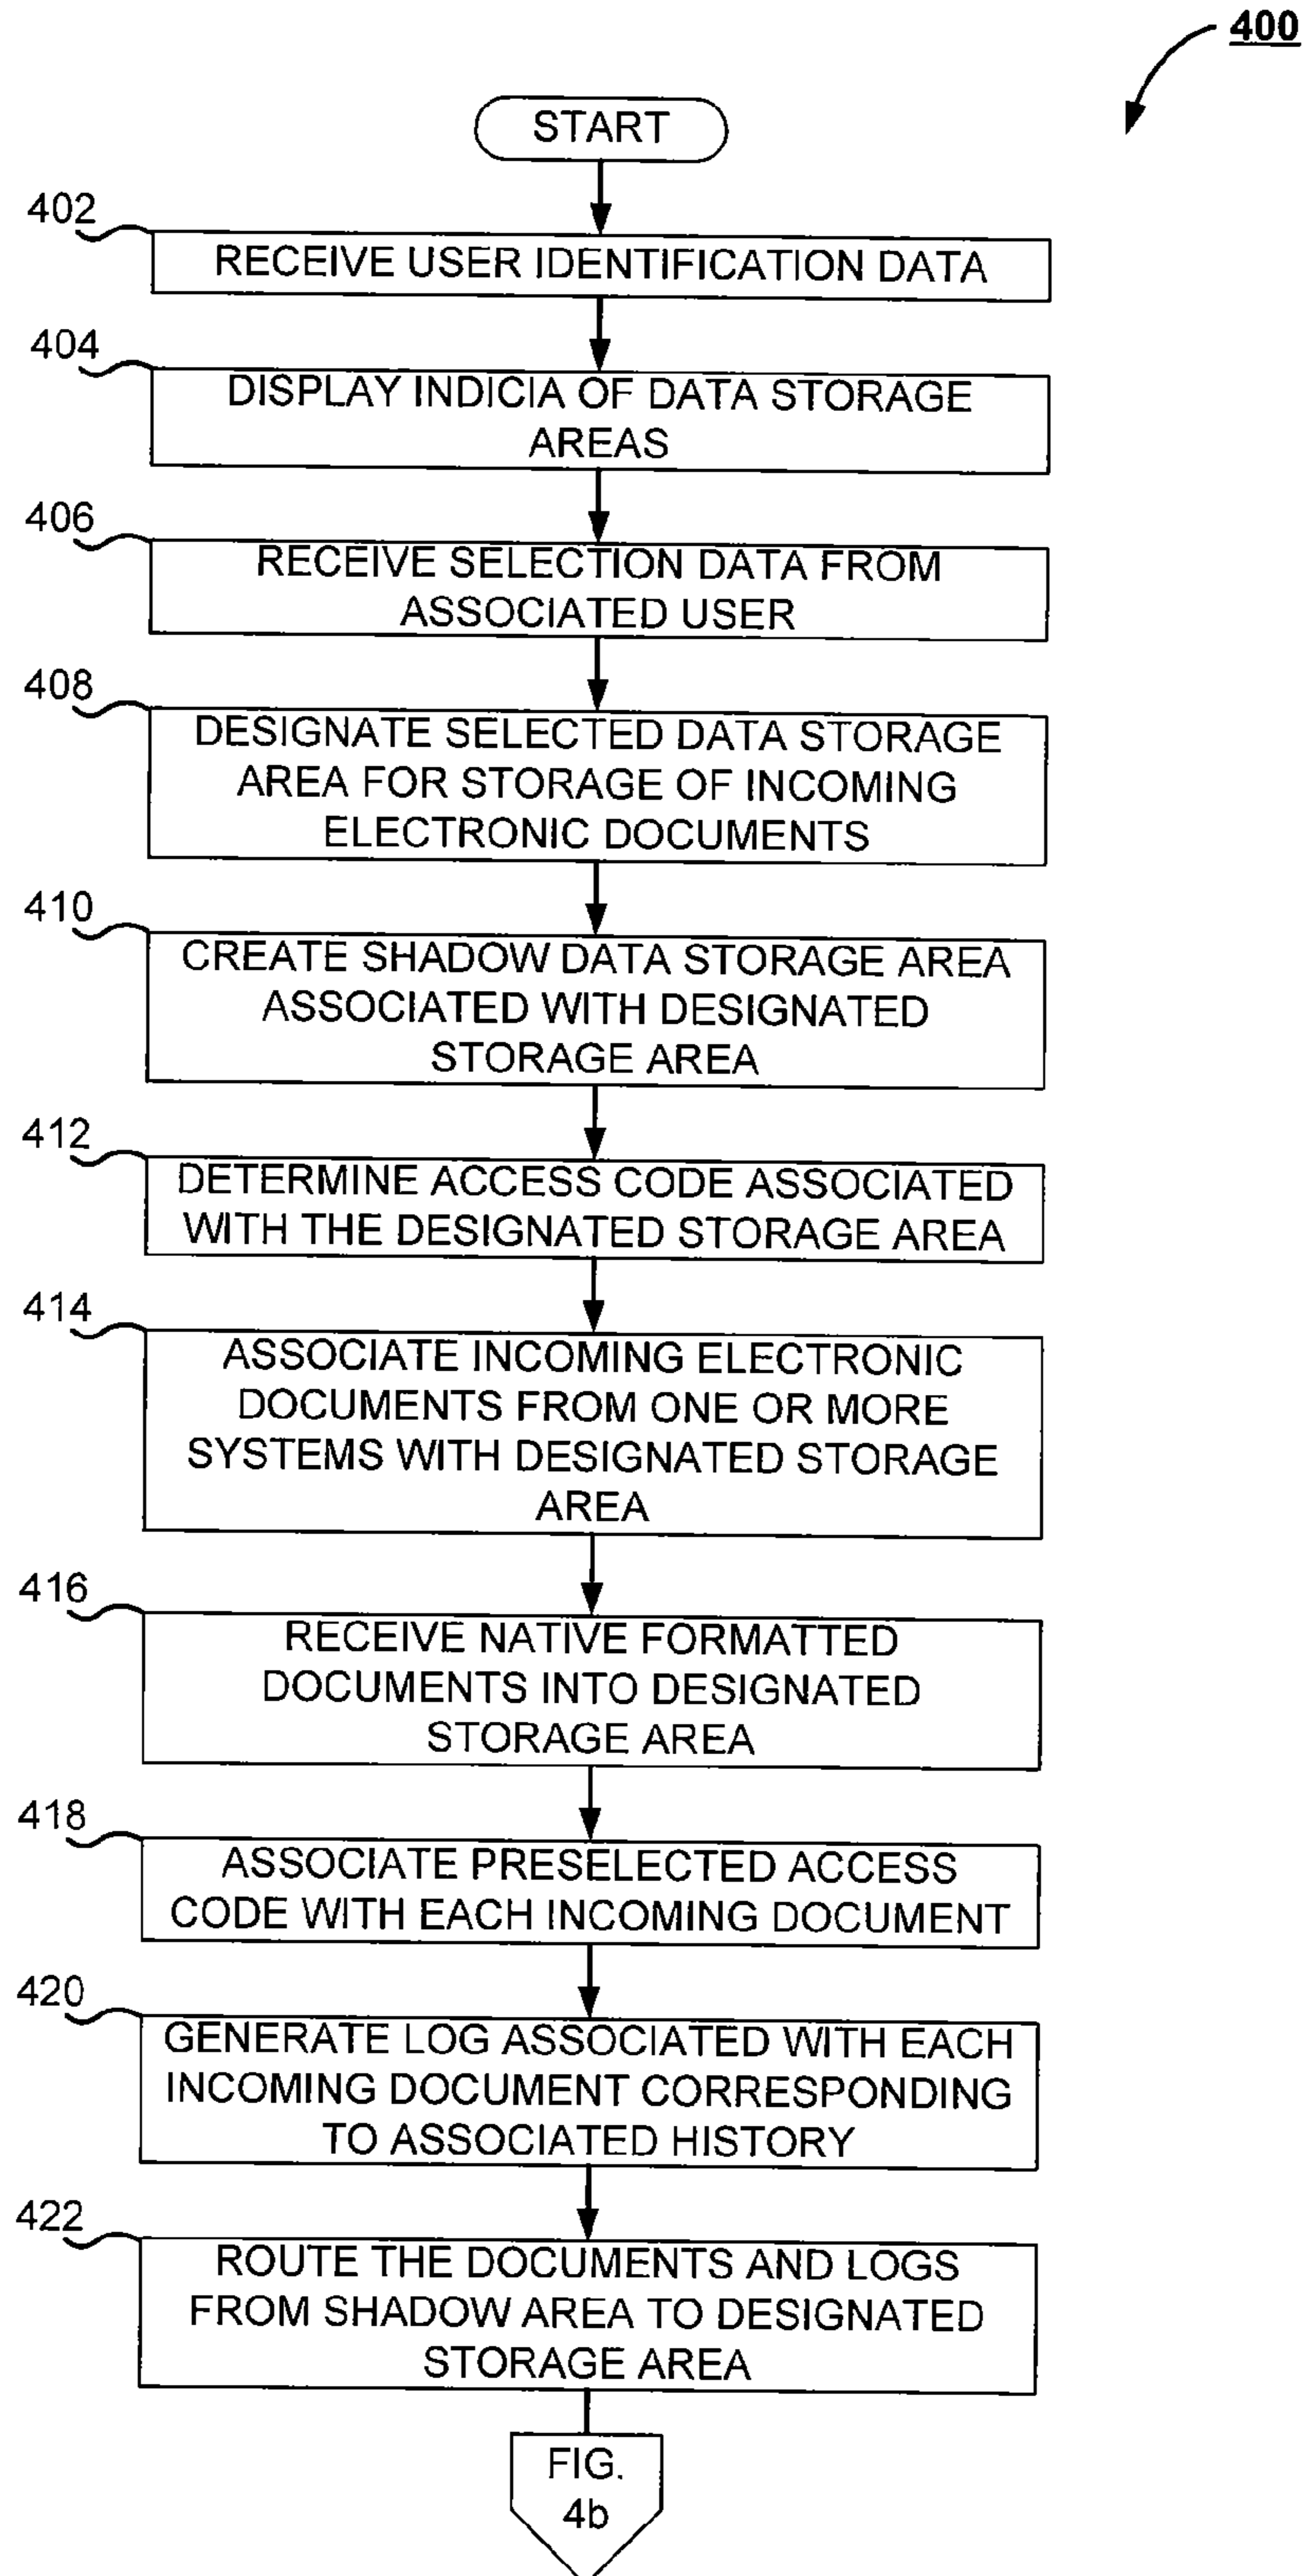 400
START
402
RECEIVE USER IDENTIFICATION DATA
404
DISPLAY INDICIA OF DATA STORAGE
AREAS
406
RECEIVE SELECTION DATA FROM
ASSOCIATED USER
408
DESIGNATE SELECTED DATA STORAGE
AREA FOR STORAGE OF INCOMING
ELECTRONIC DOCUMENTS
410
CREATE SHADOW DATA STORAGE AREA
ASSOCIATED WITH DESIGNATED
STORAGE AREA
412
DETERMINE ACCESS CODE ASSOCIATED
WITH THE DESIGNATED STORAGE AREA
414
ASSOCIATE INCOMING ELECTRONIC
DOCUMENTS FROM ONE OR MORE
SYSTEMS WITH DESIGNATED STORAGE
AREA
416
RECEIVE NATIVE FORMATTED
DOCUMENTS INTO DESIGNATED
STORAGE AREA
418
ASSOCIATE PRESELECTED ACCESS
CODE WITH EACH INCOMING DOCUMENT
420
GENERATE LOG ASSOCIATED WITH EACH
INCOMING DOCUMENT CORRESPONDING
TO ASSOCIATED HISTORY
422
ROUTE THE DOCUMENTS AND LOGS
FROM SHADOW AREA TO DESIGNATED
STORAGE AREA
FIG.
4b